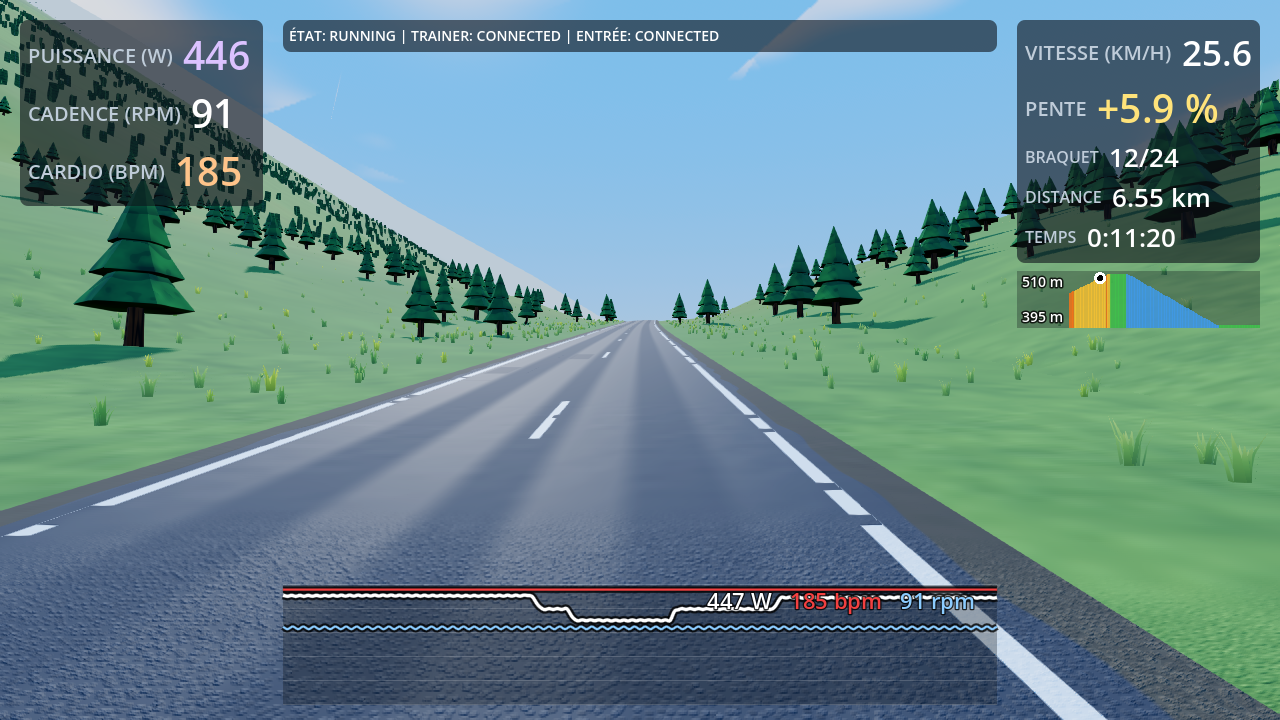 PUISSANCE (W) 446
CADENCE (RPM) 91
CARDIO (BPM) 185
ÉTAT: RUNNING | TRAINER: CONNECTED | ENTRÉE: CONNECTED
VITESSE (KM/H) 25.6
PENTE +5.9 %
BRAQUET 12/24
DISTANCE 6.55 km
TEMPS 0:11:20
510 m
395 m
447 W 185 bpm 91 rpm